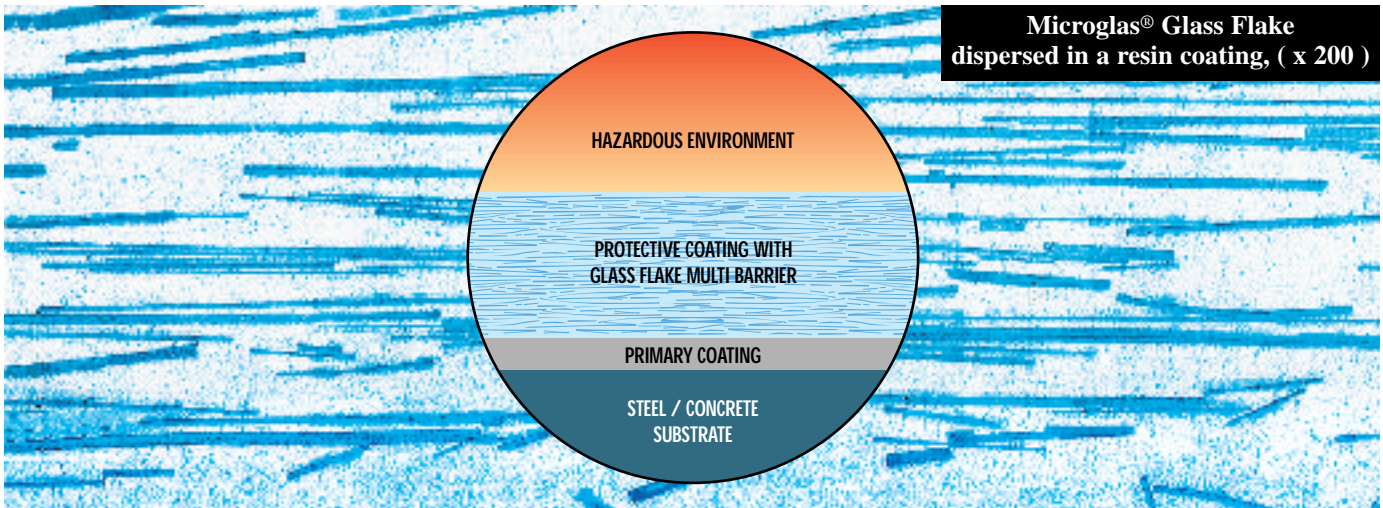 Microglas® Glass Flake
dispersed in a resin coating, ( x 200 )
HAZARDOUS ENVIRONMENT
PROTECTIVE COATING WITH
GLASS FLAKE MULTI BARRIER
PRIMARY COATING
STEEL / CONCRETE
SUBSTRATE